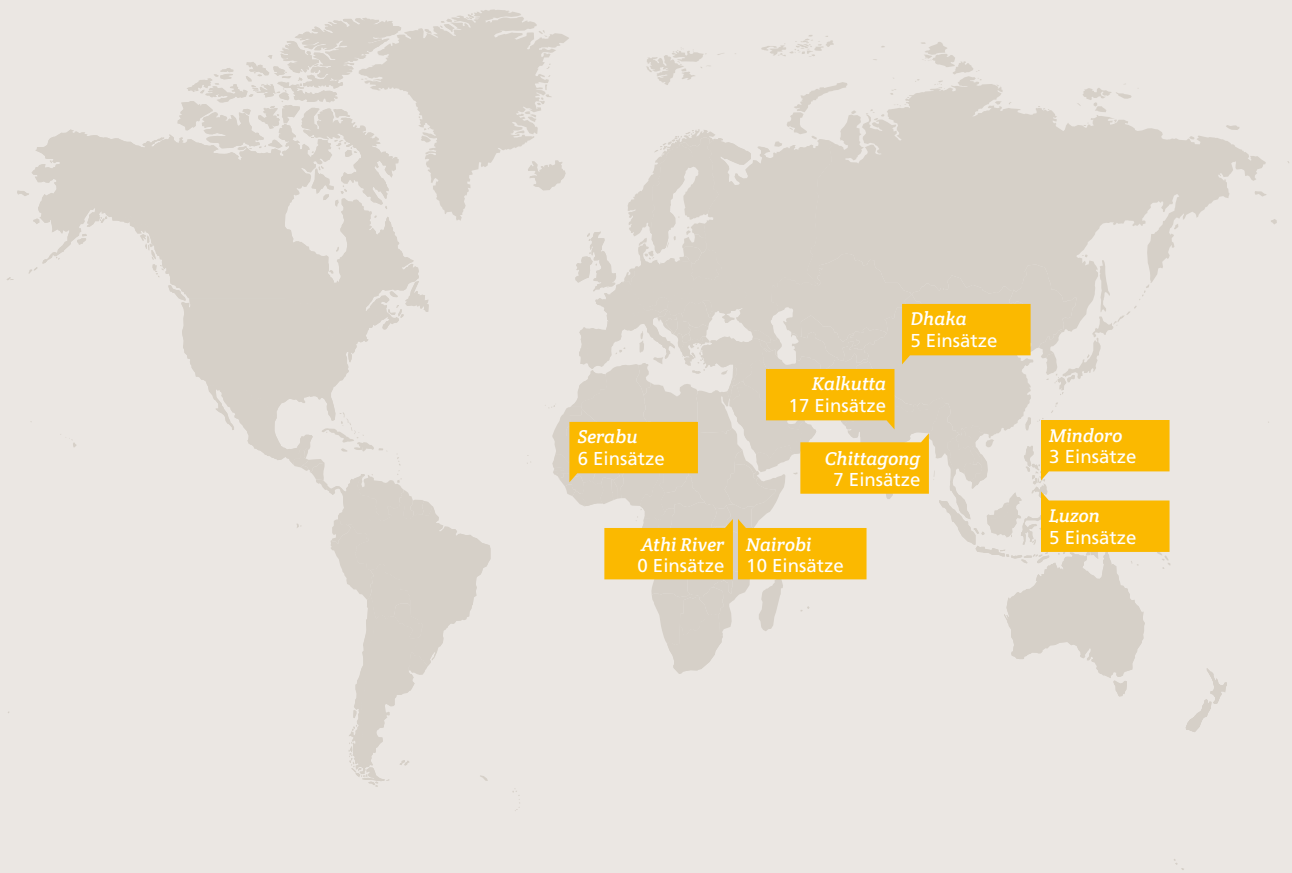 Dhaka
5 Einsätze
Kalkutta
17 Einsätze
Serabu
6 Einsätze
Chittagong
7 Einsätze
Mindoro
3 Einsätze
Luzon
5 Einsätze
Athi River
0 Einsätze
Nairobi
10 Einsätze